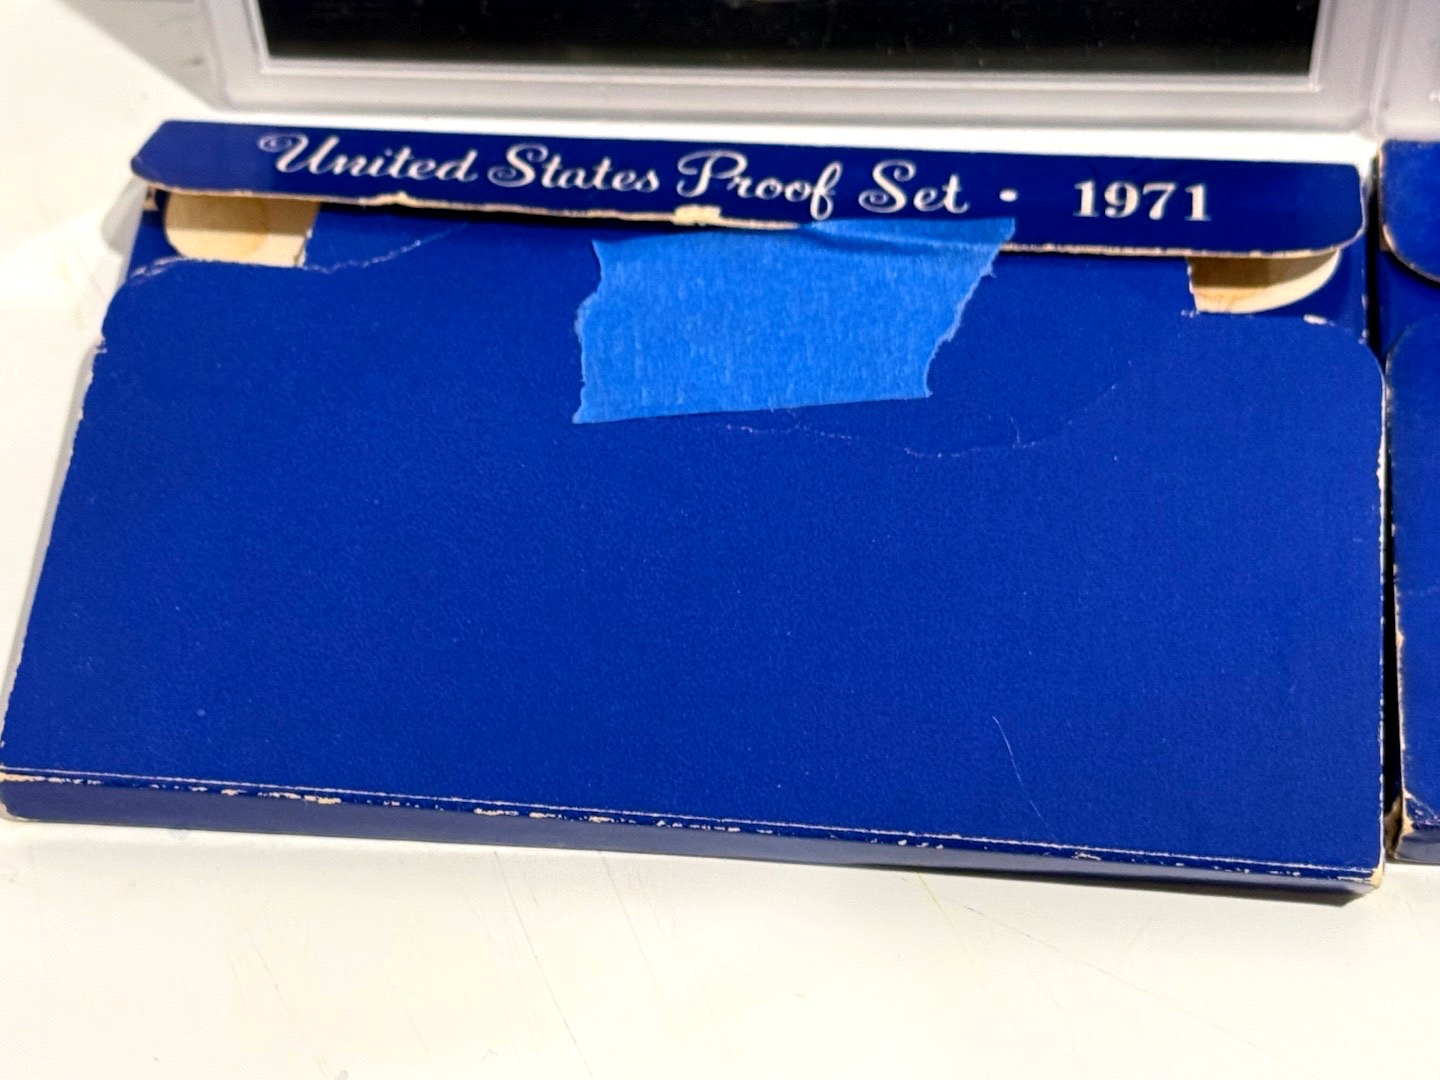 United States Proof Set • 1971